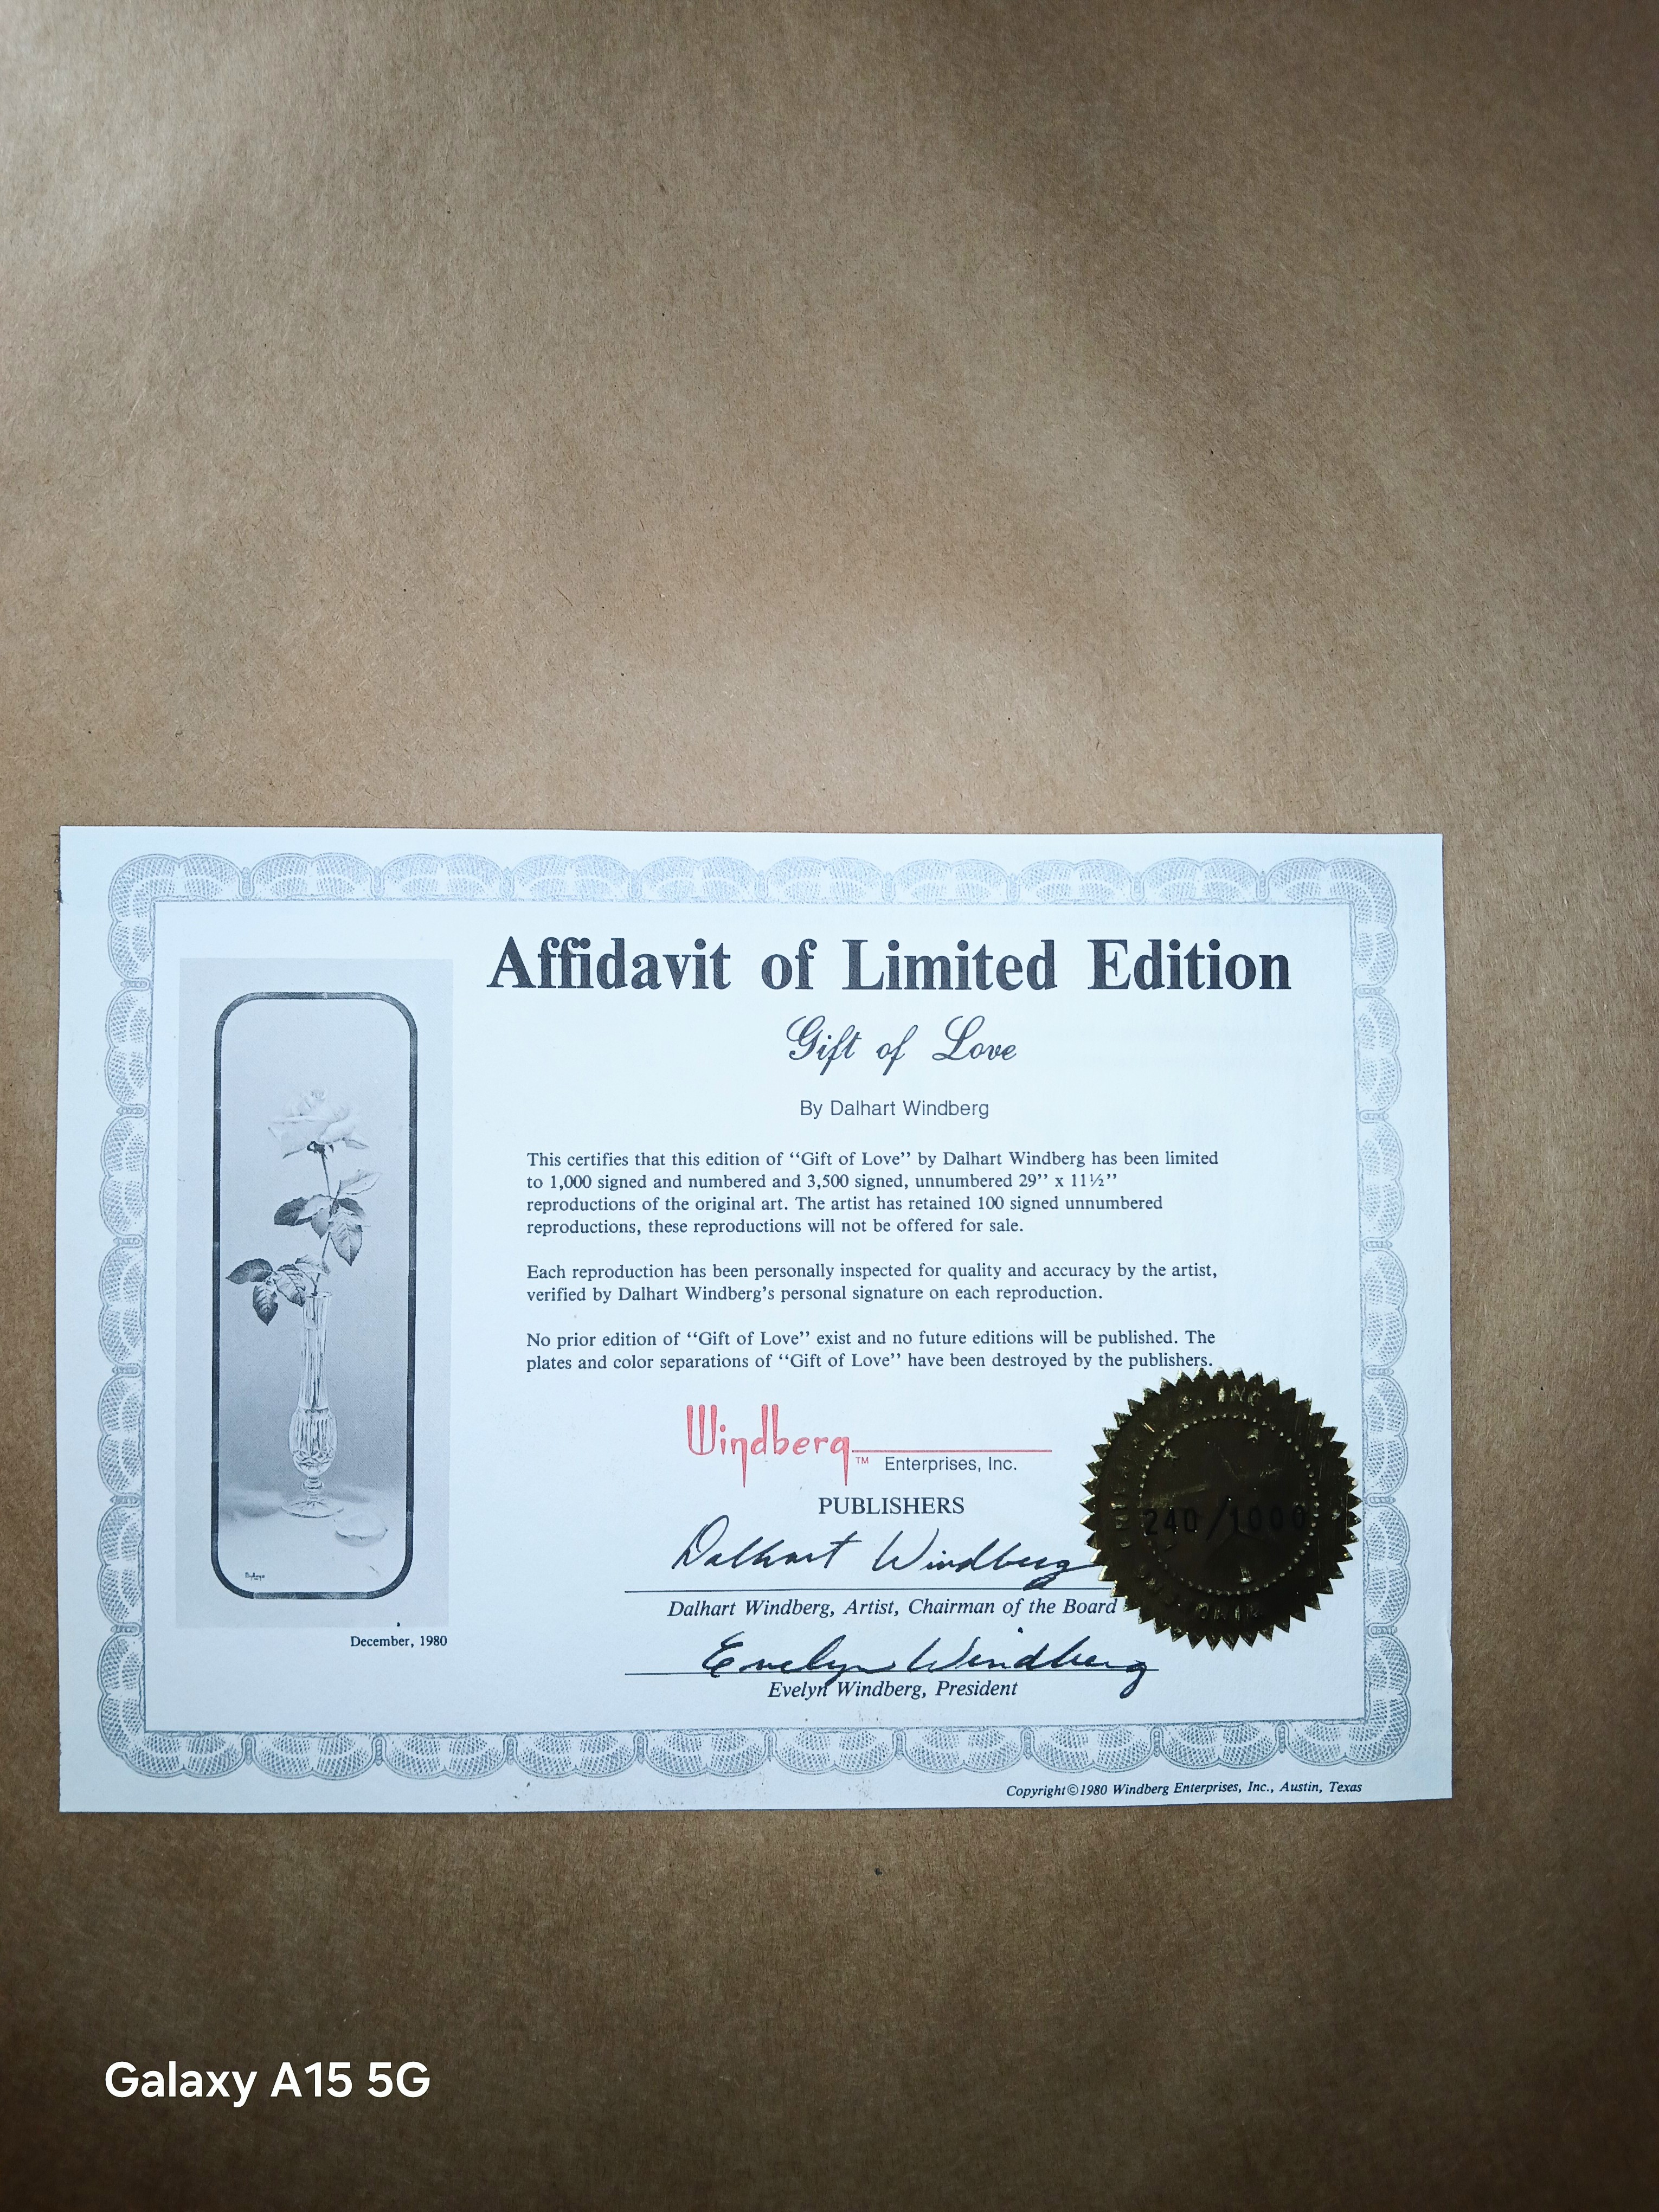 Affidavit of Limited Edition
Gift of Love
By Dalhart Windberg
This certifies that this edition of “Gift of Love” by Dalhart Windberg has been limited
to 1,000 signed and numbered and 3,500 signed, unnumbered 29” x 11½”
reproductions of the original art. The artist has retained 100 signed unnumbered
reproductions, these reproductions will not be offered for sale.
Each reproduction has been personally inspected for quality and accuracy by the artist,
verified by Dalhart Windberg’s personal signature on each reproduction.
No prior edition of “Gift of Love” exist and no future editions will be published. The
plates and color separations of “Gift of Love” have been destroyed by the publishers.
Windberg
TM Enterprises, Inc.
PUBLISHERS
240/1000
Dalhart Windberg
Dalhart Windberg, Artist, Chairman of the Board
Evelyn Windberg
Evelyn Windberg, President
December, 1980
Copyright©1980 Windberg Enterprises, Inc., Austin, Texas
Galaxy A15 5G